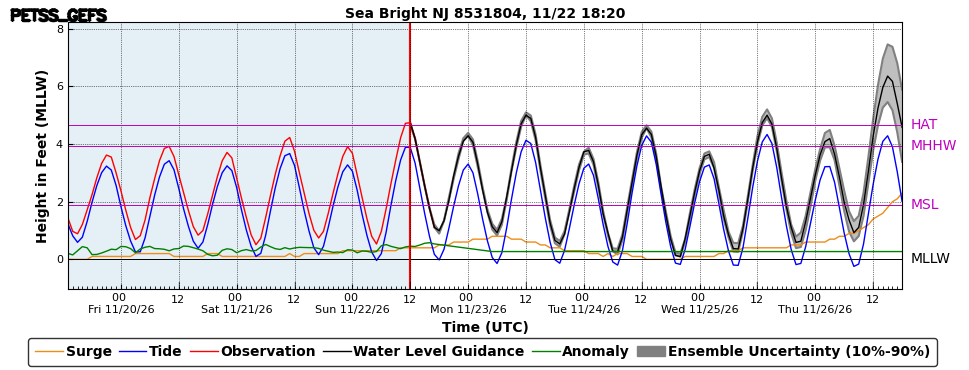 PETSS_GEFS
Sea Bright NJ 8531804, 11/22 18:20
Height in Feet (MLLW)
8
6
4
2
0
HAT
MHHW
MSL
MLLW
00 12 00 12 00 12 00 12 00 12 00 12 00 12
Fri 11/20/26 Sat 11/21/26 Sun 11/22/26 Mon 11/23/26 Tue 11/24/26 Wed 11/25/26 Thu 11/26/26
Time (UTC)
Surge Tide Observation Water Level Guidance Anomaly Ensemble Uncertainty (10%-90%)